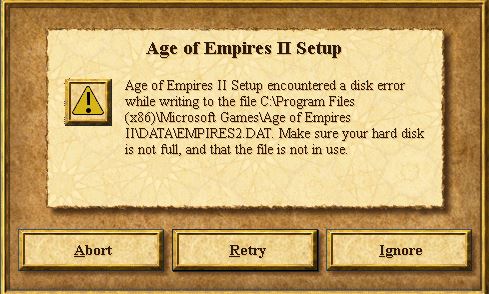 Age of Empires II Setup
Age of Empires II Setup encountered a disk error
while writing to the file C:\Program Files
(x86)\Microsoft Games\Age of Empires
II\DATA\EMPIRES2.DAT. Make sure your hard disk
is not full, and that the file is not in use.
Abort
Retry
Ignore